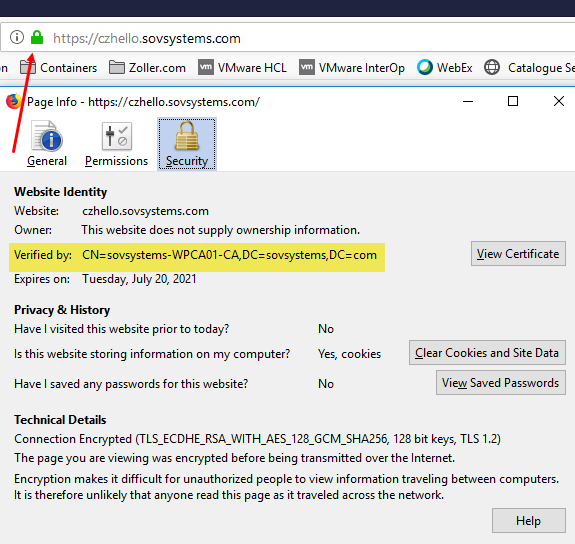 https://czhello.sovsystems.com
on Containers Zoller.com VMware HCL VMware InterOp WebEx Catalogue Se
Page Info - https://czhello.sovsystems.com/
General Permissions Security
Website Identity
Website: czhello.sovsystems.com
Owner: This website does not supply ownership information.
Verified by: CN=sovsystems-WPCA01-CA,DC=sovsystems,DC=com View Certificate
Expires on: Tuesday, July 20, 2021
Privacy & History
Have I visited this website prior to today? No
Is this website storing information on my computer? Yes, cookies Clear Cookies and Site Data
Have I saved any passwords for this website? No View Saved Passwords
Technical Details
Connection Encrypted (TLS_ECDHE_RSA_WITH_AES_128_GCM_SHA256, 128 bit keys, TLS 1.2)
The page you are viewing was encrypted before being transmitted over the Internet.
Encryption makes it difficult for unauthorized people to view information traveling between computers.
It is therefore unlikely that anyone read this page as it traveled across the network.
Help